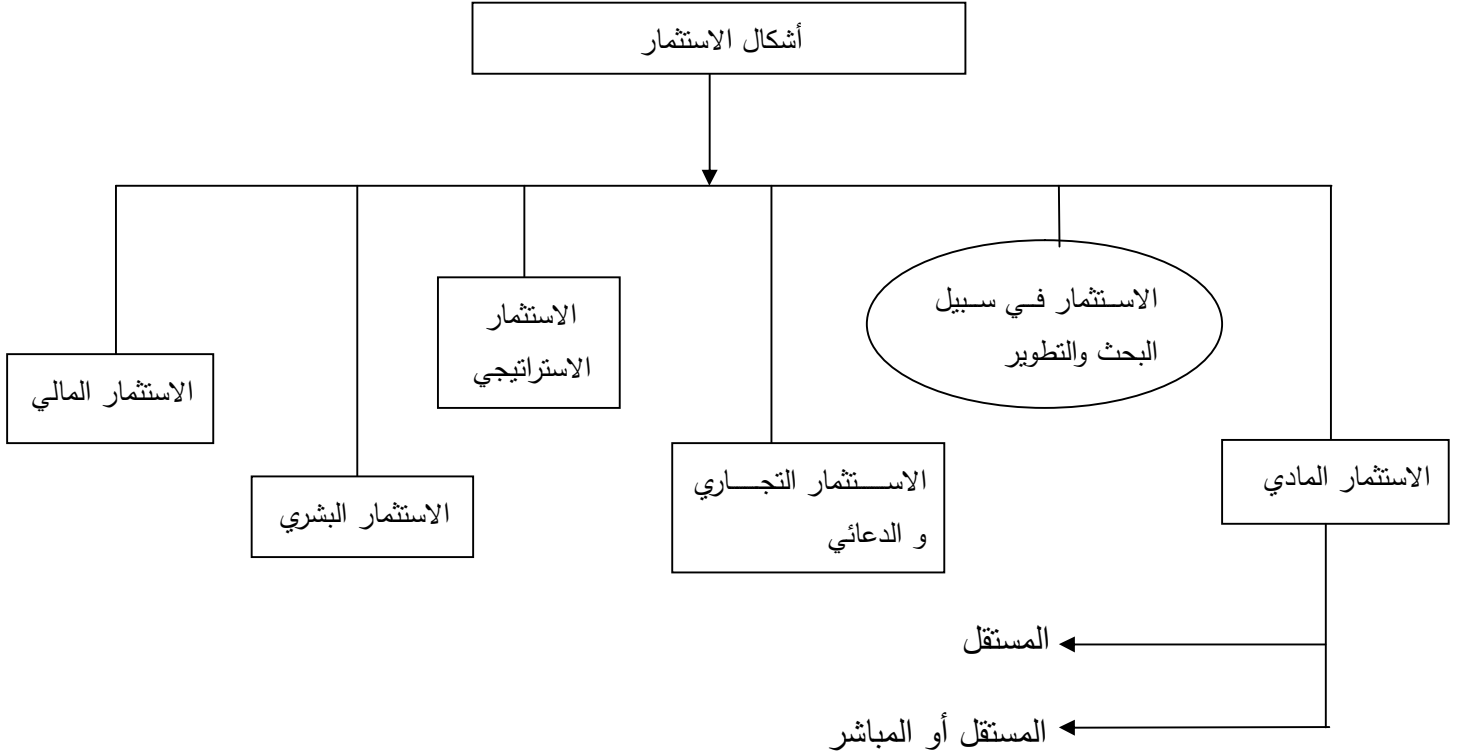 أشكال الاستثمار
الاستثمار في سبيل
البحث والتطوير
الاستثمار
الاستراتيجي
الاستثمار المالي
الاستثمار المادي
الاستثمار التجاري
و الدعائي
الاستثمار البشري
المستقل
المستقل أو المباشر